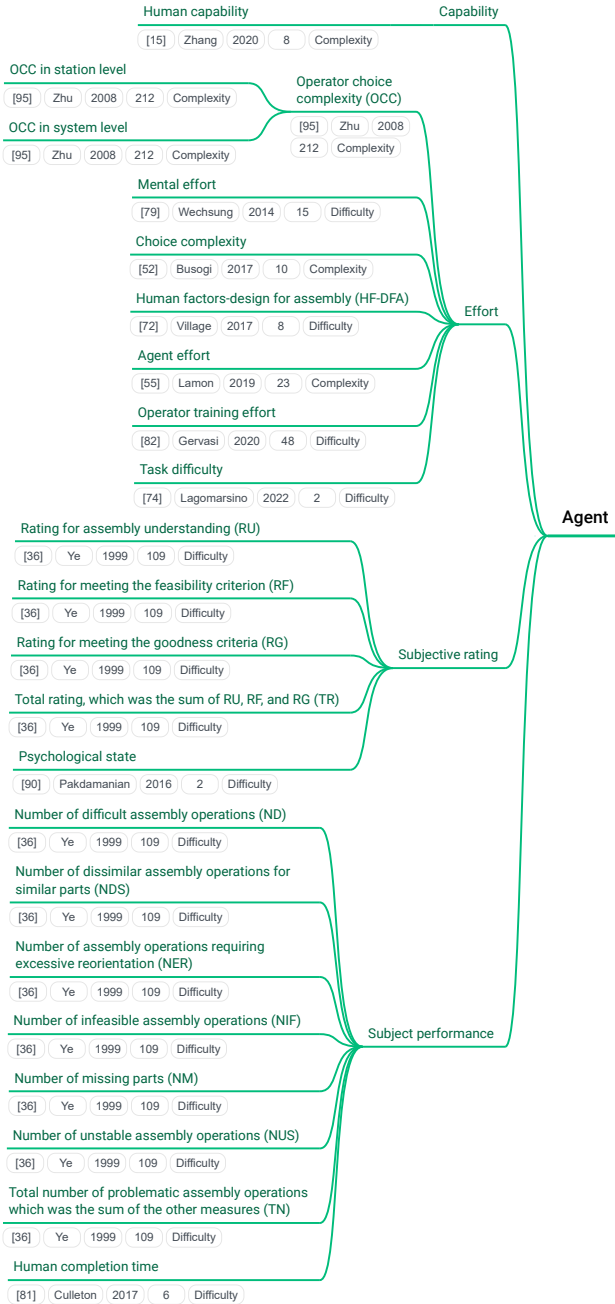 Human capability
Capability
[15] Zhang 2020 8 Complexity
OCC in station level
[95] Zhu 2008 212 Complexity
OCC in system level
[95] Zhu 2008 212 Complexity
Operator choice
complexity (OCC)
[95] Zhu 2008
212 Complexity
Mental effort
[79] Wechsung 2014 15 Difficulty
Choice complexity
[52] Busogi 2017 10 Complexity
Human factors-design for assembly (HF-DFA)
[72] Village 2017 8 Difficulty
Effort
Agent effort
[55] Lamon 2019 23 Complexity
Operator training effort
[82] Gervasi 2020 48 Difficulty
Task difficulty
[74] Lagomarsino 2022 2 Difficulty
Agent
Rating for assembly understanding (RU)
[36] Ye 1999 109 Difficulty
Rating for meeting the feasibility criterion (RF)
[36] Ye 1999 109 Difficulty
Rating for meeting the goodness criteria (RG)
[36] Ye 1999 109 Difficulty
Subjective rating
Total rating, which was the sum of RU, RF, and RG (TR)
[36] Ye 1999 109 Difficulty
Psychological state
[90] Pakdamanian 2016 2 Difficulty
Number of difficult assembly operations (ND)
[36] Ye 1999 109 Difficulty
Number of dissimilar assembly operations for
similar parts (NDS)
[36] Ye 1999 109 Difficulty
Number of assembly operations requiring
excessive reorientation (NER)
[36] Ye 1999 109 Difficulty
Number of infeasible assembly operations (NIF)
[36] Ye 1999 109 Difficulty
Subject performance
Number of missing parts (NM)
[36] Ye 1999 109 Difficulty
Number of unstable assembly operations (NUS)
[36] Ye 1999 109 Difficulty
Total number of problematic assembly operations
which was the sum of the other measures (TN)
[36] Ye 1999 109 Difficulty
Human completion time
[81] Culleton 2017 6 Difficulty